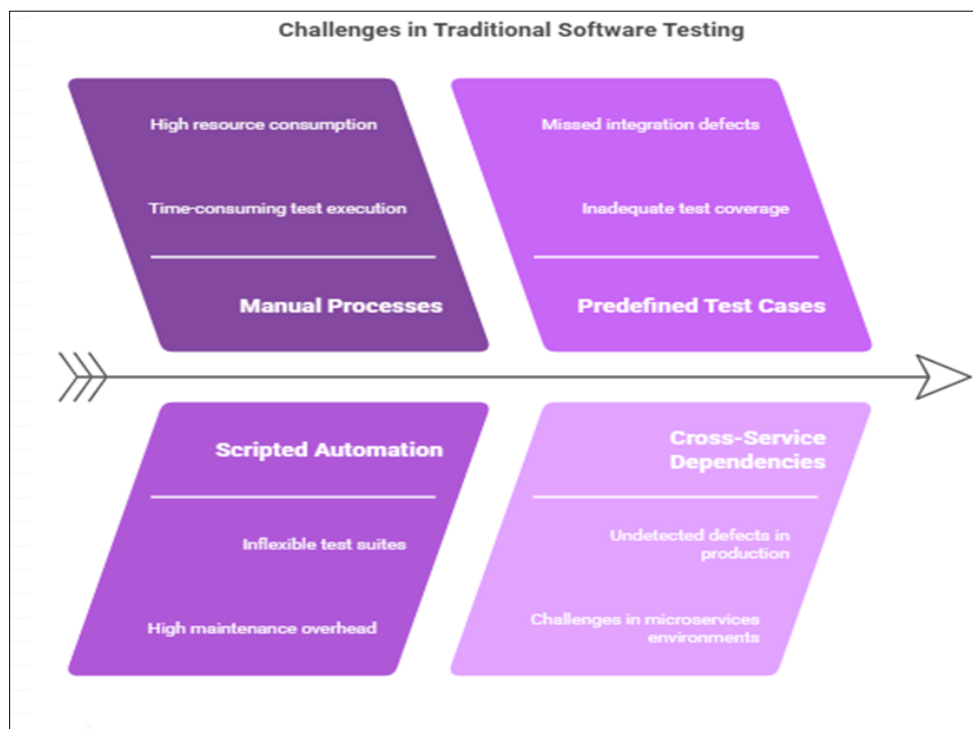 Challenges in Traditional Software Testing
High resource consumption
Time-consuming test execution
Manual Processes
Missed integration defects
Inadequate test coverage
Predefined Test Cases
Scripted Automation
Inflexible test suites
High maintenance overhead
Cross-Service
Dependencies
Undetected defects in
production
Challenges in microservices
environments